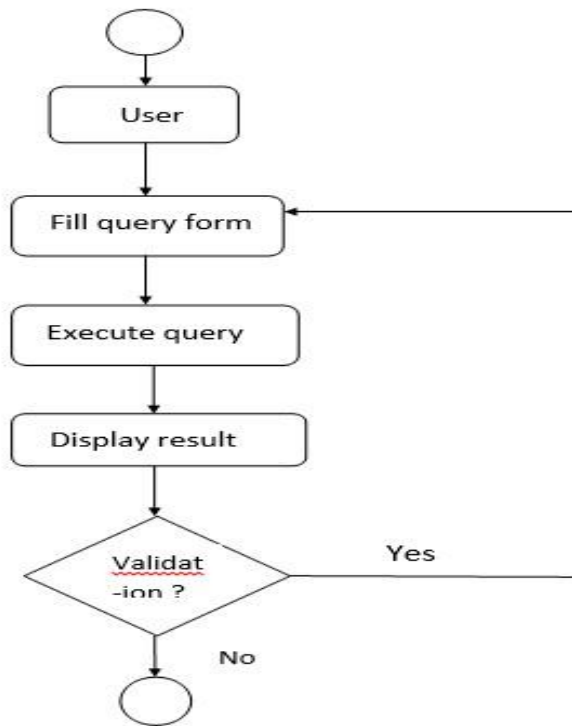 User
Fill query form
Execute query
Display result
Validat
-ion ?
Yes
No